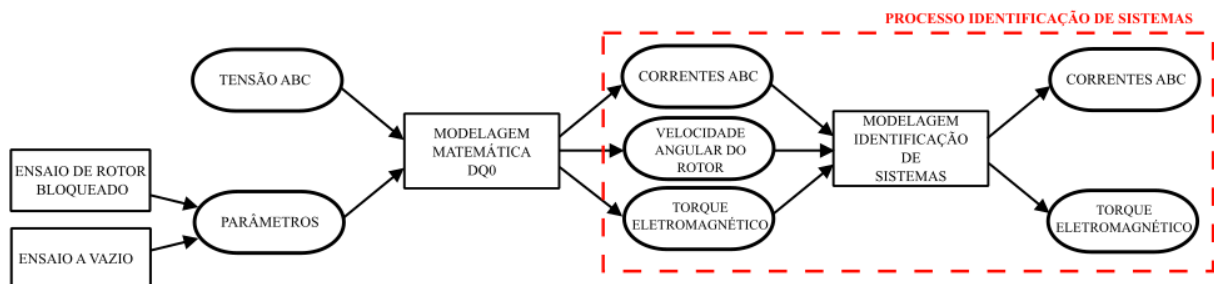 PROCESSO IDENTIFICAÇÃO DE SISTEMAS
TENSÃO ABC
ENSAIO DE ROTOR
BLOQUEADO
ENSAIO A VAZIO
PARÂMETROS
MODELAGEM
MATEMÁTICA
DQ0
CORRENTES ABC
VELOCIDADE
ANGULAR DO
ROTOR
TORQUE
ELETROMAGNÉTICO
MODELAGEM
IDENTIFICAÇÃO
DE
SISTEMAS
CORRENTES ABC
TORQUE
ELETROMAGNÉTICO